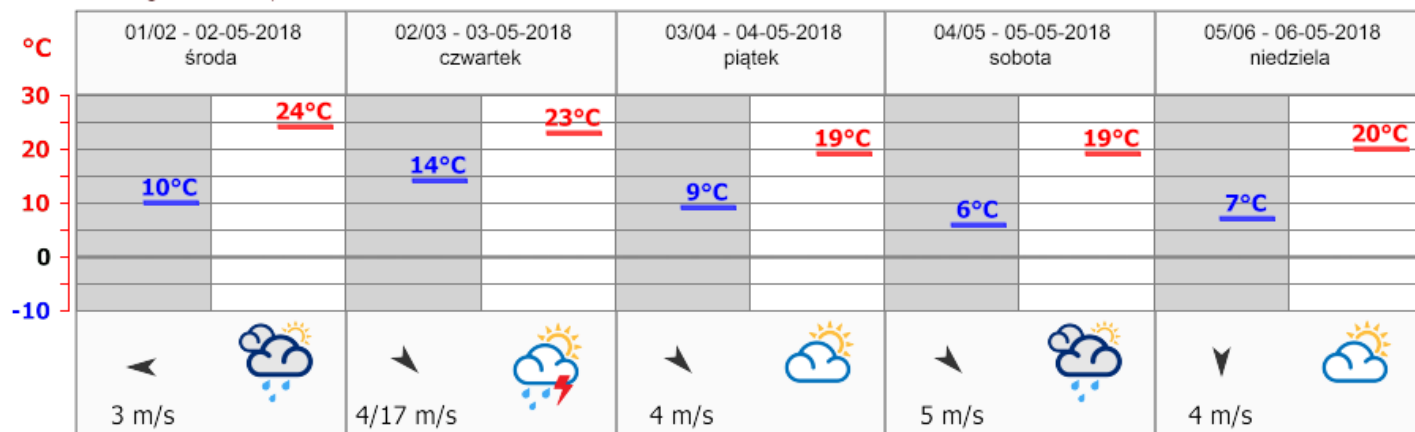 °C
01/02 - 02-05-2018
środa
02/03 - 03-05-2018
czwartek
03/04 - 04-05-2018
piątek
04/05 - 05-05-2018
sobota
05/06 - 06-05-2018
niedziela
30
20
10
0
-10
10°C
24°C
14°C
23°C
9°C
19°C
6°C
19°C
7°C
20°C
3 m/s
4/17 m/s
4 m/s
5 m/s
4 m/s